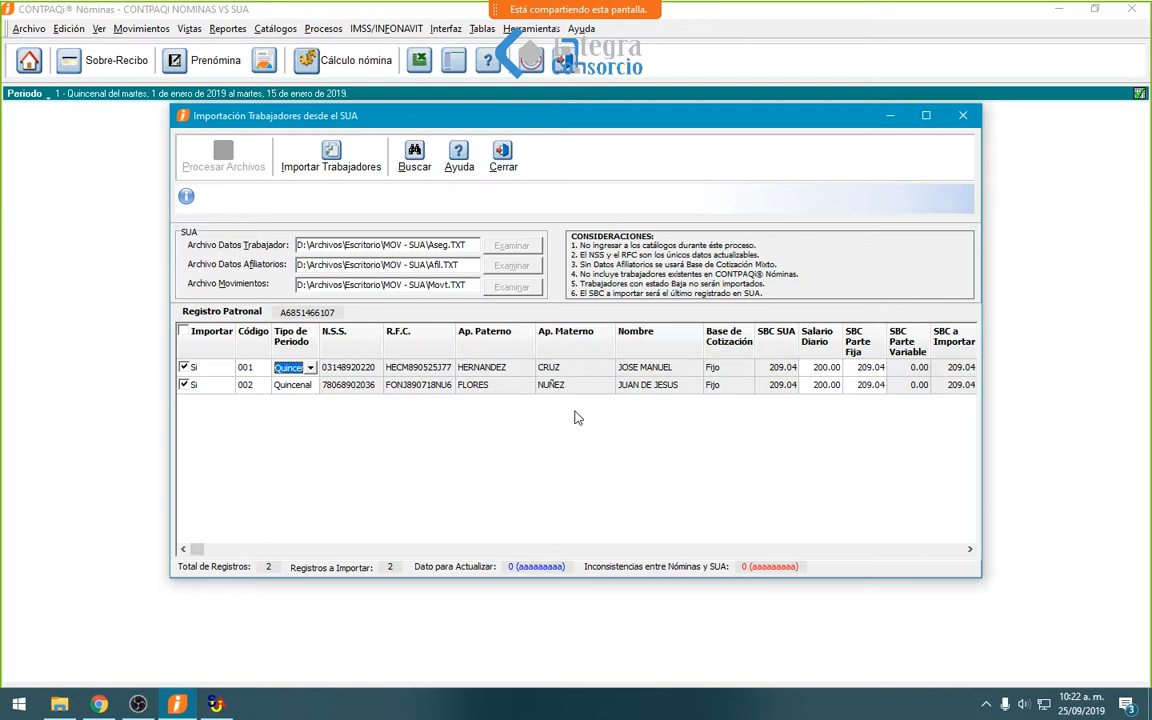 CONTPAQi® Nóminas - CONTPAQI NOMINAS VS SUA
Está compartiendo esta pantalla.
Archivo Edición Ver Movimientos Vistas Reportes Catálogos Procesos IMSS/INFONAVIT Interfaz Tablas Herramientas Ayuda
Sobre-Recibo Prenómina Cálculo nómina
Integra
Consorcio
Periodo 1 - Quincenal del martes, 1 de enero de 2019 al martes, 15 de enero de 2019.
Importación Trabajadores desde el SUA
Procesar Archivos Importar Trabajadores Buscar Ayuda Cerrar
SUA
Archivo Datos Trabajador: D:\Archivos\Escritorio\MOV - SUA\Aseg.TXT Examinar
Archivo Datos Afiliatorios: D:\Archivos\Escritorio\MOV - SUA\Afil.TXT Examinar
Archivo Movimientos: D:\Archivos\Escritorio\MOV - SUA\Movt.TXT Examinar
CONSIDERACIONES:
1. No ingresar a los catálogos durante éste proceso.
2. El NSS y el RFC son los únicos datos actualizables.
3. Sin Datos Afiliatorios se usará Base de Cotización Mixto.
4. No incluye trabajadores existentes en CONTPAQi® Nóminas.
5. Trabajadores con estado Baja no serán importados.
6. El SBC a importar será el último registrado en SUA.
Registro Patronal A6851466107
Importar Código Tipo de Periodo N.S.S. R.F.C. Ap. Paterno Ap. Materno Nombre Base de Cotización SBC SUA Salario Diario SBC Parte Fija SBC Parte Variable SBC a Importar
Si 001 Quincer 03148920220 HECM890525J77 HERNANDEZ CRUZ JOSE MANUEL Fijo 209.04 200.00 209.04 0.00 209.04
Si 002 Quincenal 78068902036 FONJ890718NU6 FLORES NUÑEZ JUAN DE JESUS Fijo 209.04 200.00 209.04 0.00 209.04
Total de Registros: 2 Registros a Importar: 2 Dato para Actualizar: 0 (aaaaaaaaa) Inconsistencias entre Nóminas y SUA: 0 (aaaaaaaaa)
10:22 a. m.
25/09/2019
3